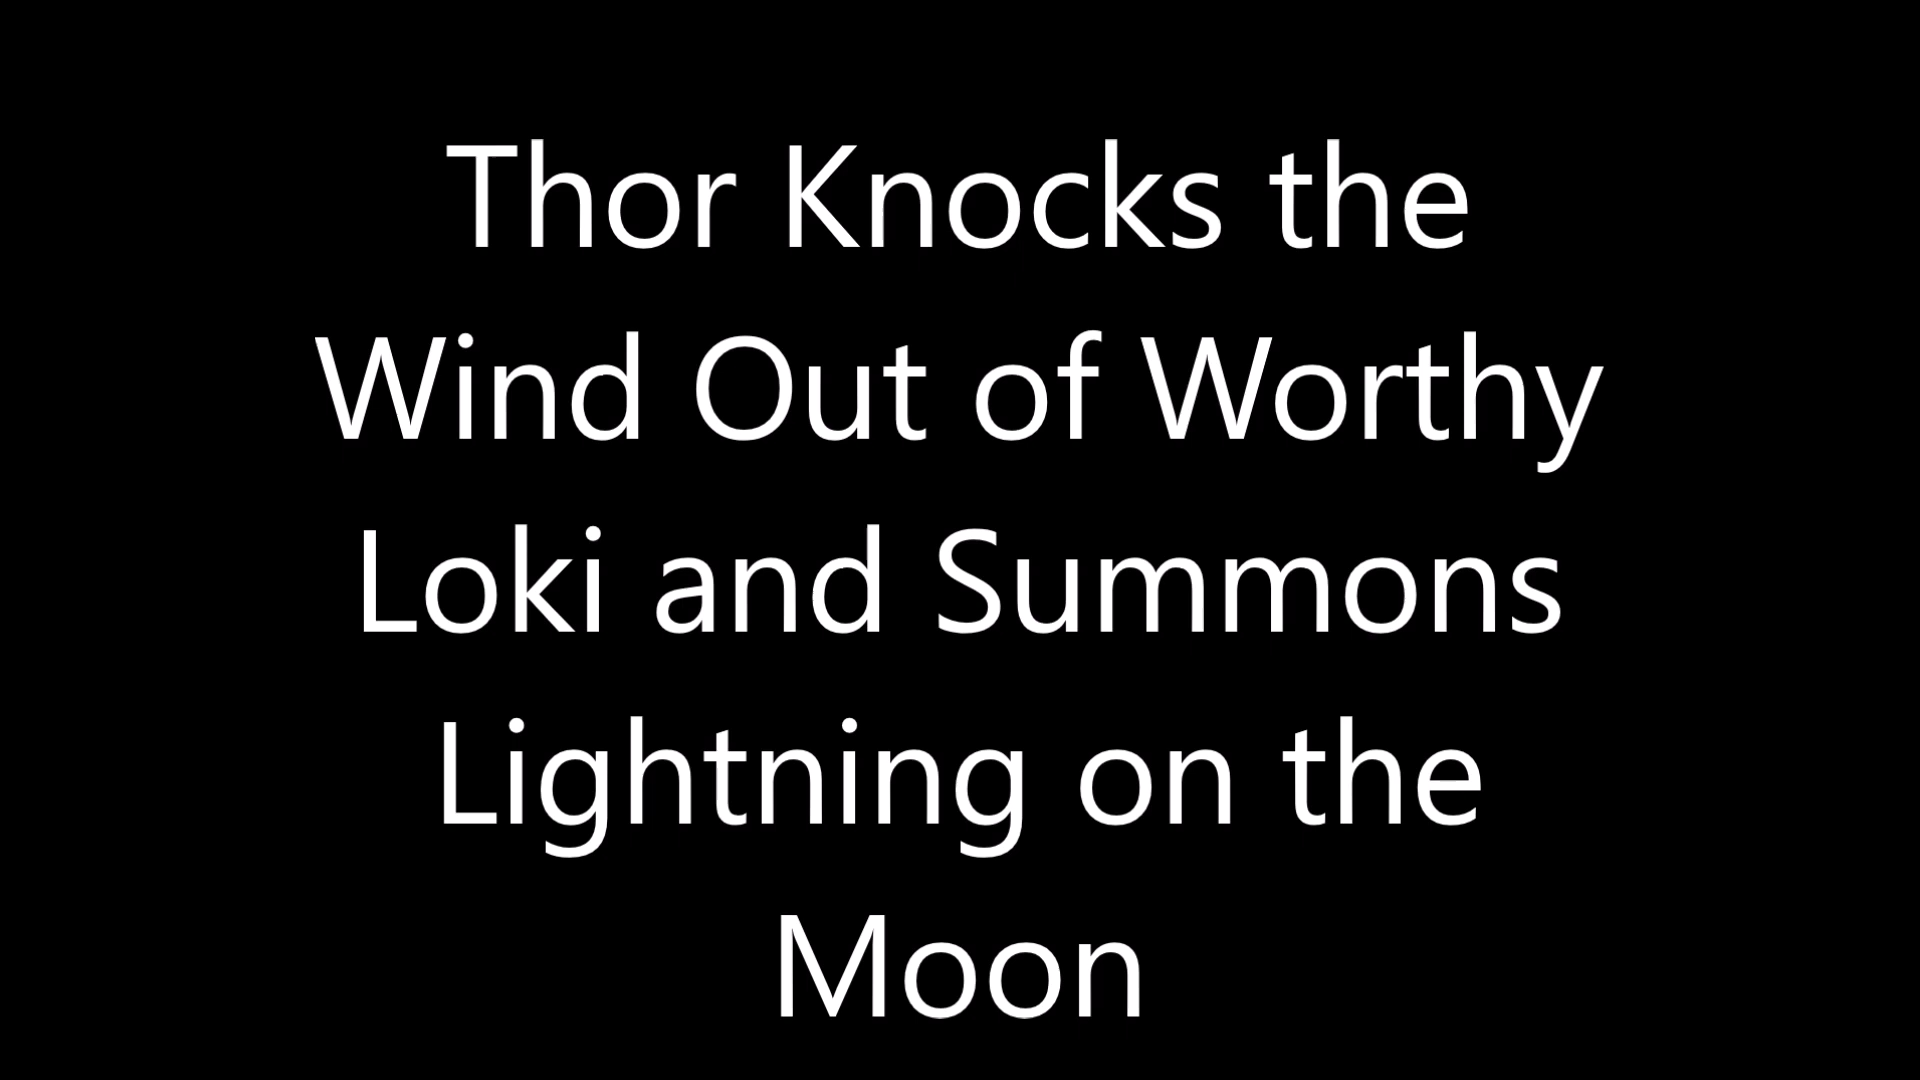 Thor Knocks the
Wind Out of Worthy
Loki and Summons
Lightning on the
Moon